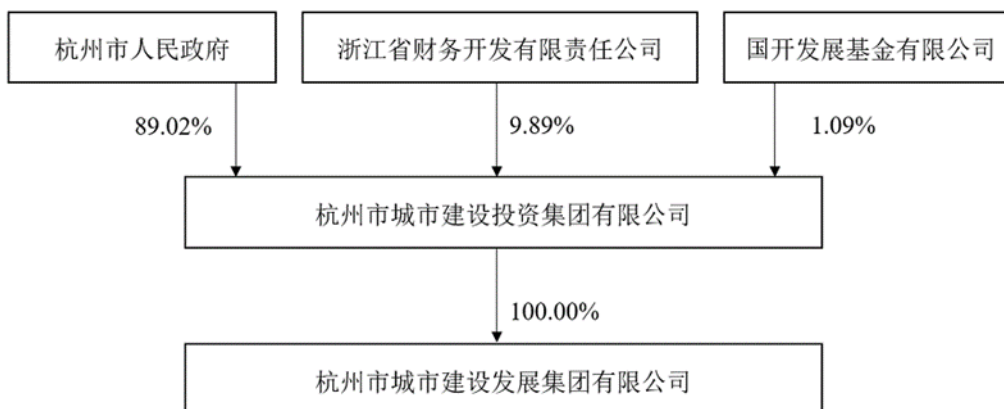 杭州市人民政府
浙江省财务开发有限责任公司
国开发展基金有限公司
89.02%
9.89%
1.09%
杭州市城市建设投资集团有限公司
100.00%
杭州市城市建设发展集团有限公司